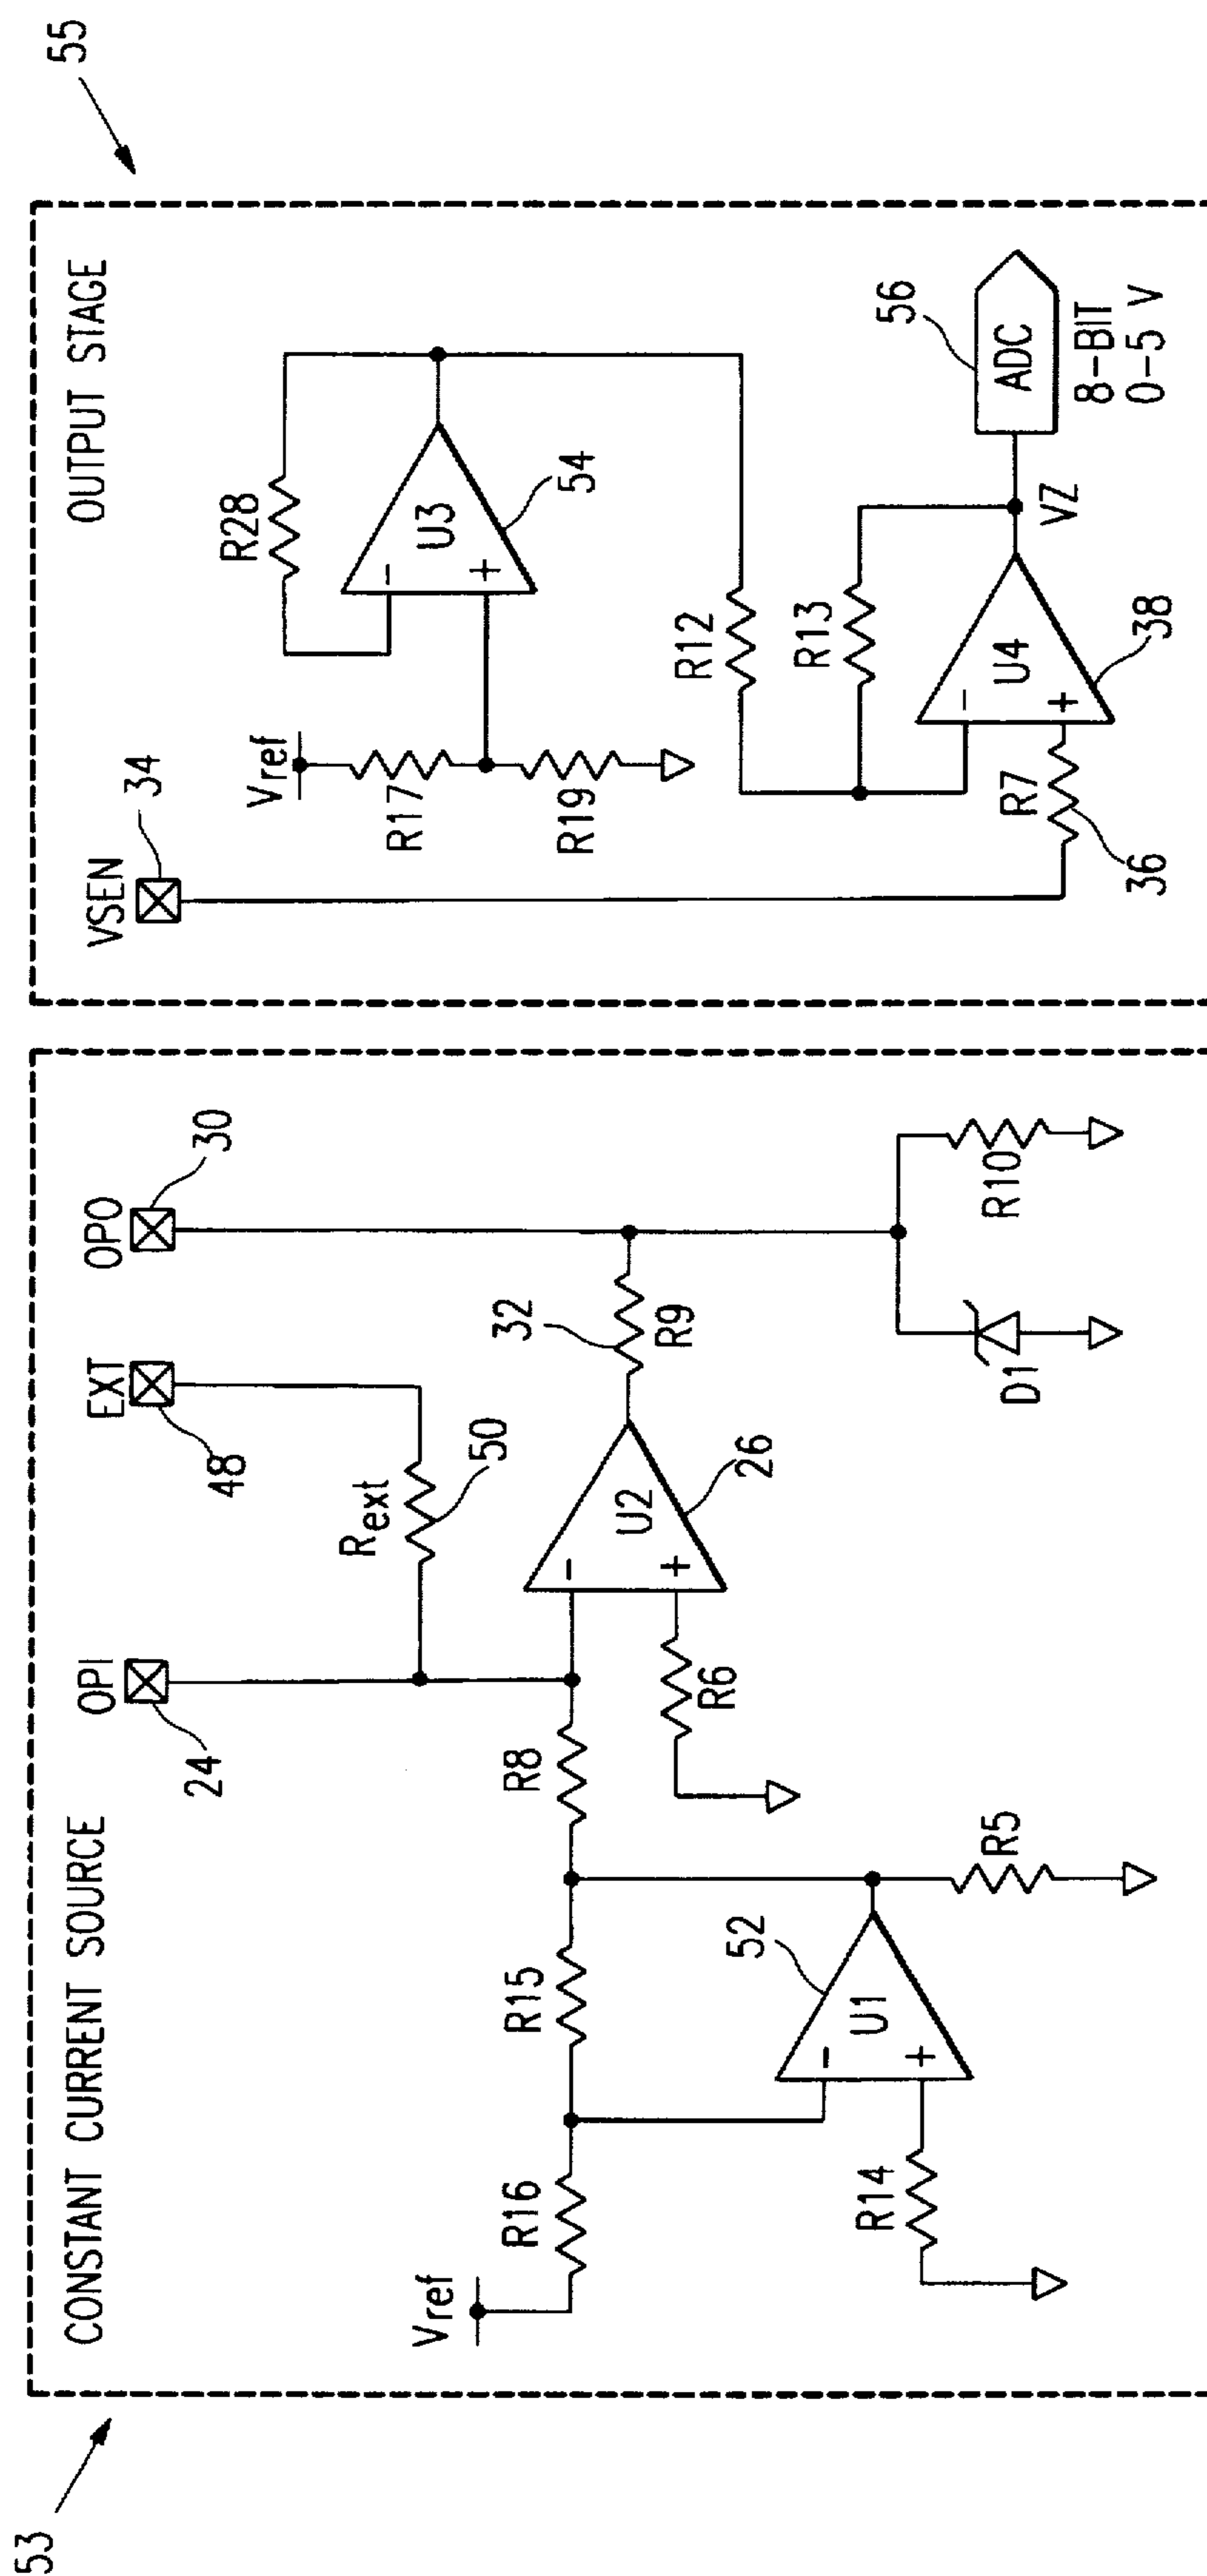 53
CONSTANT CURRENT SOURCE
OPI
24
EXT
48
OPO
30
Vref
R16
R15
R8
Rext
50
-
+
U1
52
R14
R5
-
+
U2
26
R6
R9
32
D1
R10
55
OUTPUT STAGE
VSEN
34
Vref
R17
R19
R28
-
+
U3
54
R12
R13
R7
36
-
+
U4
38
VZ
ADC
56
8-BIT
0-5 V